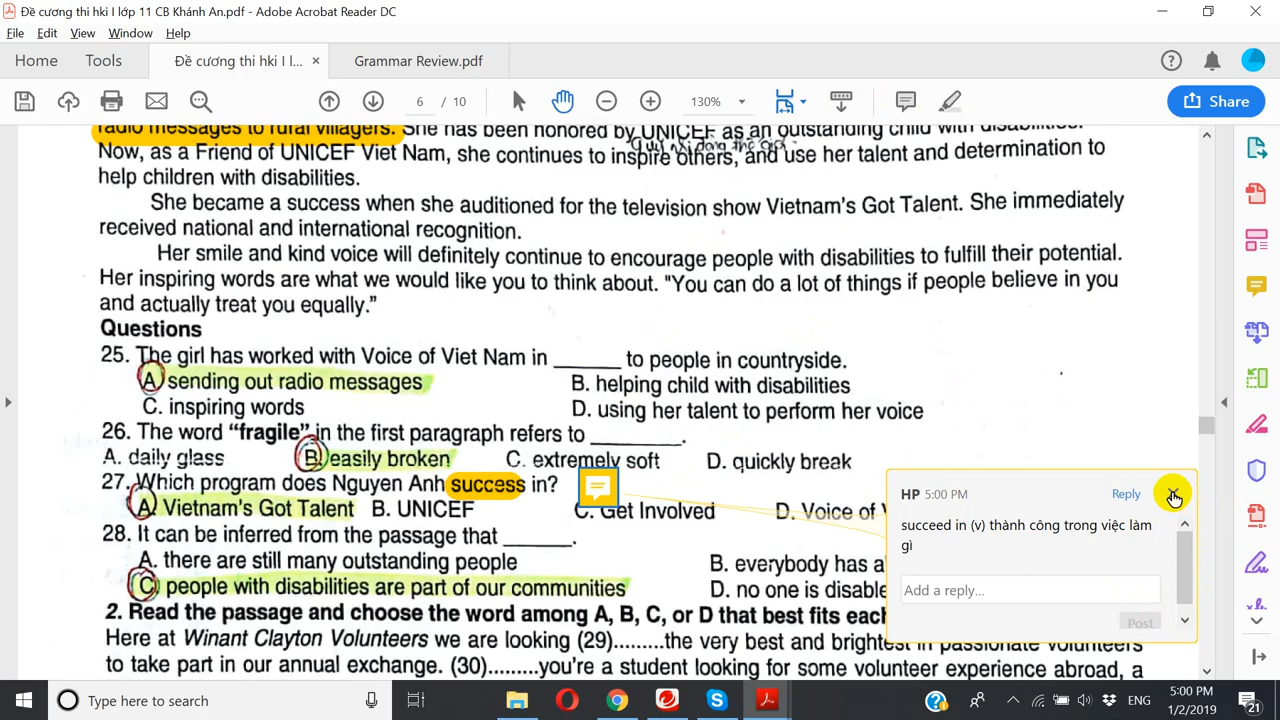 Đề cương thi hki I lớp 11 CB Khánh An.pdf - Adobe Acrobat Reader DC
File Edit View Window Help
Home Tools Đề cương thi hki I l... × Grammar Review.pdf
6 / 10 130% Share
radio messages to rural villagers. She has been honored by UNICEF as an outstanding child with disabilities.
Now, as a Friend of UNICEF Viet Nam, she continues to inspire others, and use her talent and determination to
help children with disabilities.
She became a success when she auditioned for the television show Vietnam's Got Talent. She immediately
received national and international recognition.
Her smile and kind voice will definitely continue to encourage people with disabilities to fulfill their potential.
Her inspiring words are what we would like you to think about. "You can do a lot of things if people believe in you
and actually treat you equally."
Questions
25. The girl has worked with Voice of Viet Nam in ______ to people in countryside.
A sending out radio messages B. helping child with disabilities
C. inspiring words D. using her talent to perform her voice
26. The word "fragile" in the first paragraph refers to ________.
A. daily glass B easily broken C. extremely soft D. quickly break
27. Which program does Nguyen Anh success in?
A Vietnam's Got Talent B. UNICEF C. Get Involved D. Voice of V
28. It can be inferred from the passage that ______.
A. there are still many outstanding people B. everybody has a
C people with disabilities are part of our communities D. no one is disable
2. Read the passage and choose the word among A, B, C, or D that best fits eac
Here at Winant Clayton Volunteers we are looking (29).........the very best and brightest in passionate volunteers
to take part in our annual exchange. (30).........you're a student looking for some volunteer experience abroad, a
HP 5:00 PM Reply
succeed in (v) thành công trong việc làm
gì
Add a reply...
Post
Type here to search
ENG 5:00 PM
1/2/2019 21